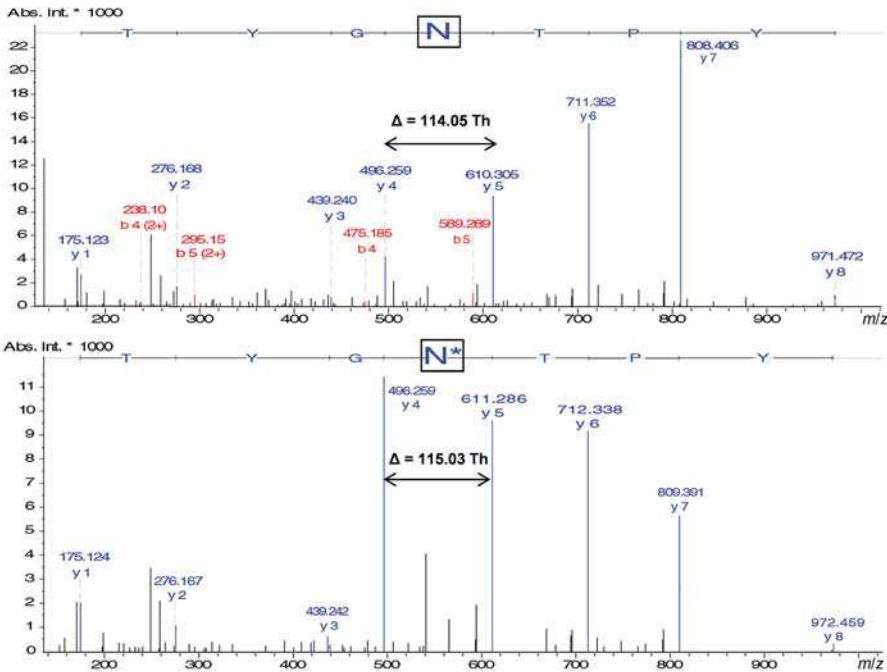 Abs. Int. * 1000
T Y G N T P Y
22
20
18
16
14
12
10
8
6
4
2
0
808.406
y 7
711.352
y 6
Δ = 114.05 Th
276.168
y 2
496.259
y 4
610.305
y 5
439.240
y 3
238.10
b 4 (2+)
295.15
b 5 (2+)
475.185
b 4
589.289
b 5
175.123
y 1
971.472
y 8
200 300 400 500 600 700 800 900 m/z
Abs. Int. * 1000
T Y G N* T P Y
11
10
9
8
7
6
5
4
3
2
1
0
496.259
y 4
611.286
y 5
712.338
y 6
Δ = 115.03 Th
809.391
y 7
175.124
y 1
276.167
y 2
439.242
y 3
972.459
y 8
200 300 400 500 600 700 800 900 m/z